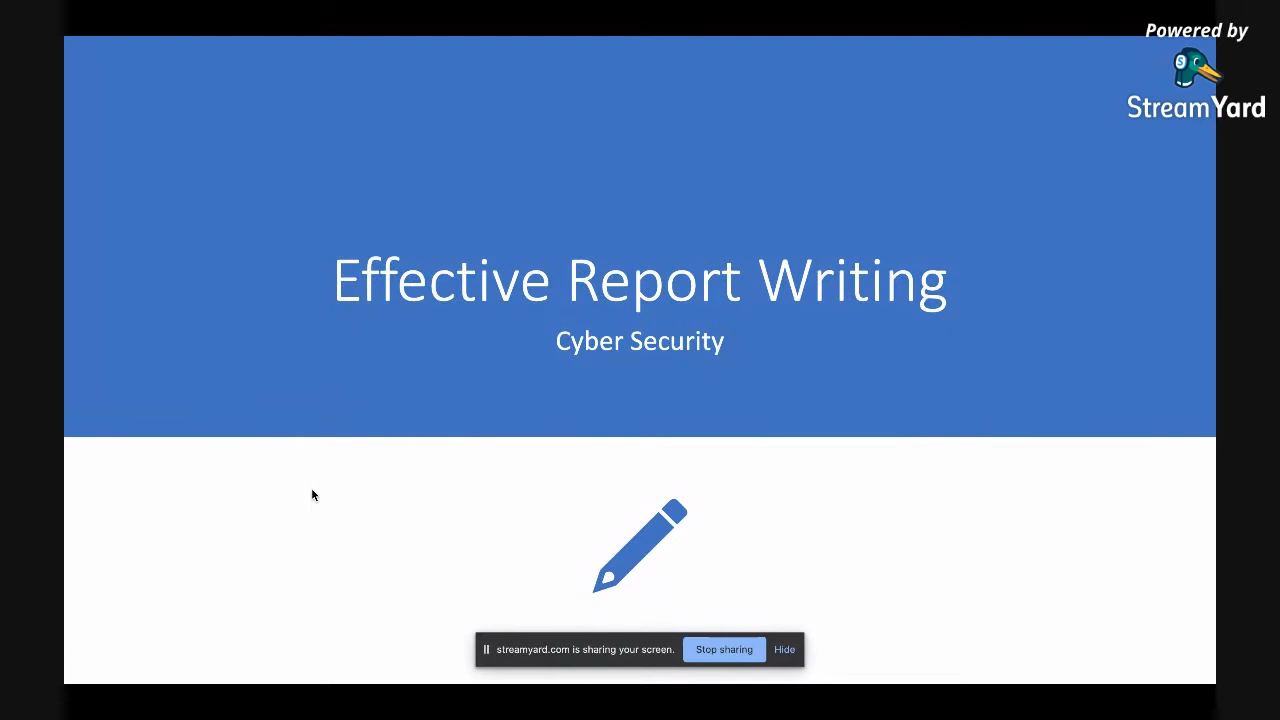 Powered by
StreamYard
Effective Report Writing
Cyber Security
streamyard.com is sharing your screen. Stop sharing Hide